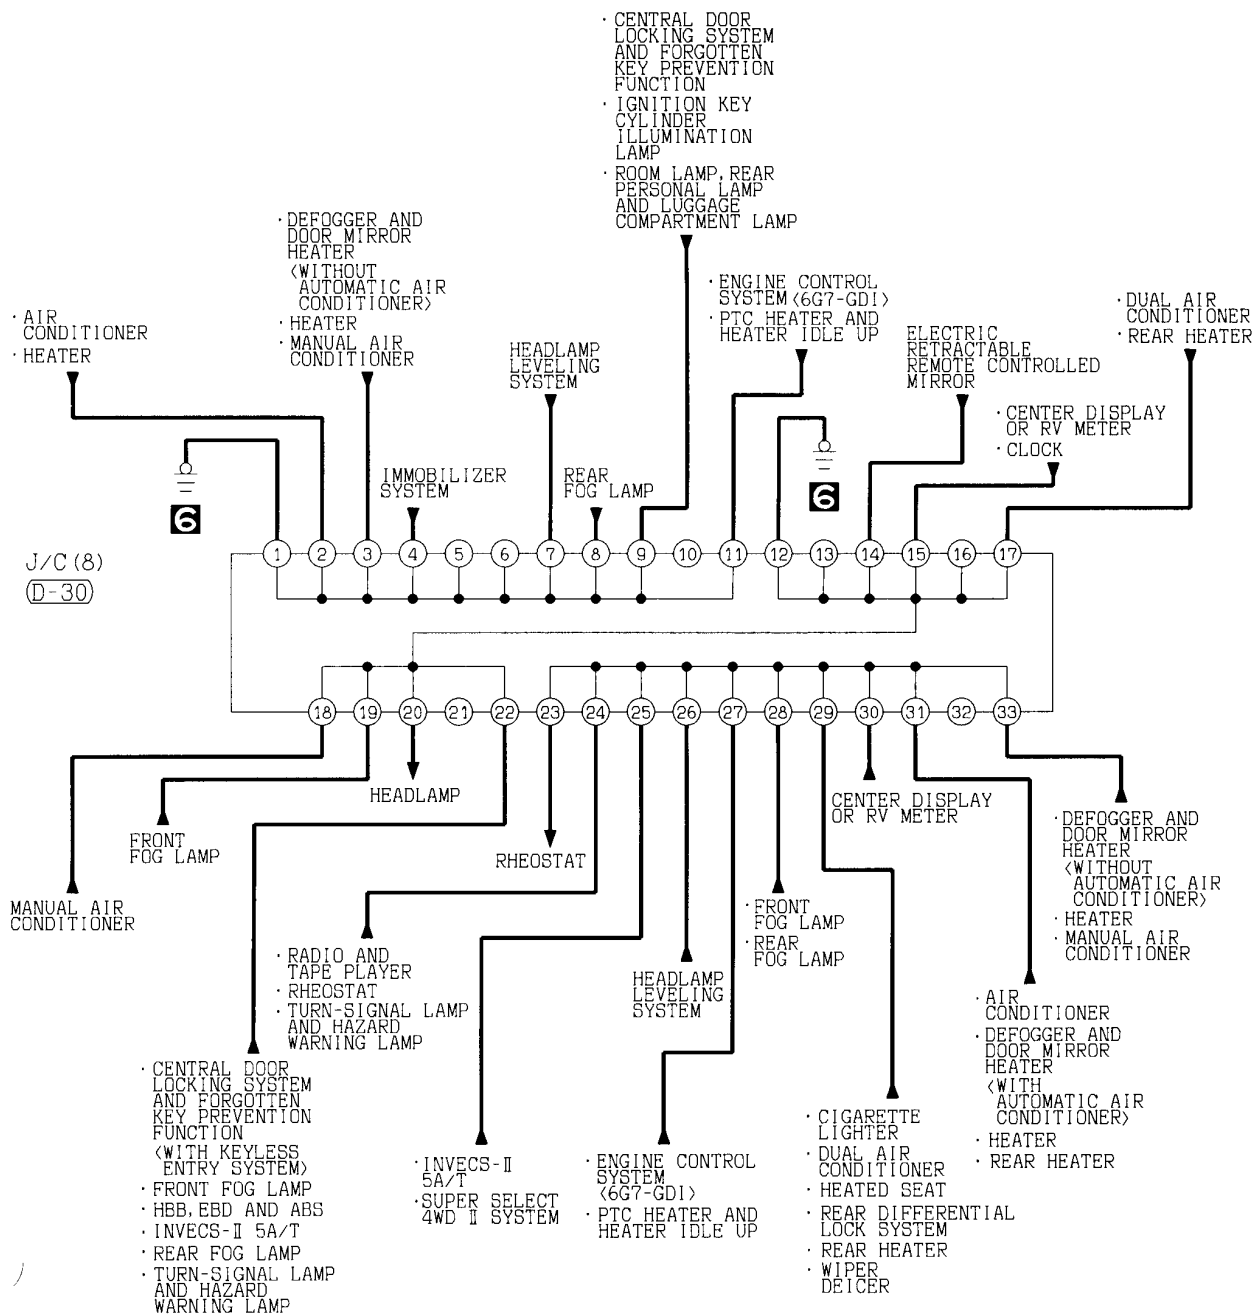 · CENTRAL DOOR
LOCKING SYSTEM
AND FORGOTTEN
KEY PREVENTION
FUNCTION
· IGNITION KEY
CYLINDER
ILLUMINATION
LAMP
· ROOM LAMP, REAR
PERSONAL LAMP
AND LUGGAGE
COMPARTMENT LAMP
· DEFOGGER AND
DOOR MIRROR
HEATER
<WITHOUT
AUTOMATIC AIR
CONDITIONER>
· HEATER
· MANUAL AIR
CONDITIONER
· AIR
CONDITIONER
· HEATER
HEADLAMP
LEVELING
SYSTEM
· ENGINE CONTROL
SYSTEM <6G7-GDI>
· PTC HEATER AND
HEATER IDLE UP
ELECTRIC
RETRACTABLE
REMOTE CONTROLLED
MIRROR
· DUAL AIR
CONDITIONER
· REAR HEATER
· CENTER DISPLAY
OR RV METER
· CLOCK
IMMOBILIZER
SYSTEM
REAR
FOG LAMP
6
6
J/C (8)
D-30
1 2 3 4 5 6 7 8 9 10 11 12 13 14 15 16 17
18 19 20 21 22 23 24 25 26 27 28 29 30 31 32 33
HEADLAMP
FRONT
FOG LAMP
MANUAL AIR
CONDITIONER
RHEOSTAT
CENTER DISPLAY
OR RV METER
· DEFOGGER AND
DOOR MIRROR
HEATER
<WITHOUT
AUTOMATIC AIR
CONDITIONER>
· HEATER
· MANUAL AIR
CONDITIONER
· RADIO AND
TAPE PLAYER
· RHEOSTAT
· TURN-SIGNAL LAMP
AND HAZARD
WARNING LAMP
HEADLAMP
LEVELING
SYSTEM
· FRONT
FOG LAMP
· REAR
FOG LAMP
· AIR
CONDITIONER
· DEFOGGER AND
DOOR MIRROR
HEATER
<WITH
AUTOMATIC AIR
CONDITIONER>
· HEATER
· REAR HEATER
· CENTRAL DOOR
LOCKING SYSTEM
AND FORGOTTEN
KEY PREVENTION
FUNCTION
<WITH KEYLESS
ENTRY SYSTEM>
· FRONT FOG LAMP
· HBB, EBD AND ABS
· INVECS-Ⅱ 5A/T
· REAR FOG LAMP
· TURN-SIGNAL LAMP
AND HAZARD
WARNING LAMP
· INVECS-Ⅱ
5A/T
· SUPER SELECT
4WD Ⅱ SYSTEM
· ENGINE CONTROL
SYSTEM
<6G7-GDI>
· PTC HEATER AND
HEATER IDLE UP
· CIGARETTE
LIGHTER
· DUAL AIR
CONDITIONER
· HEATED SEAT
· REAR DIFFERENTIAL
LOCK SYSTEM
· REAR HEATER
· WIPER
DEICER